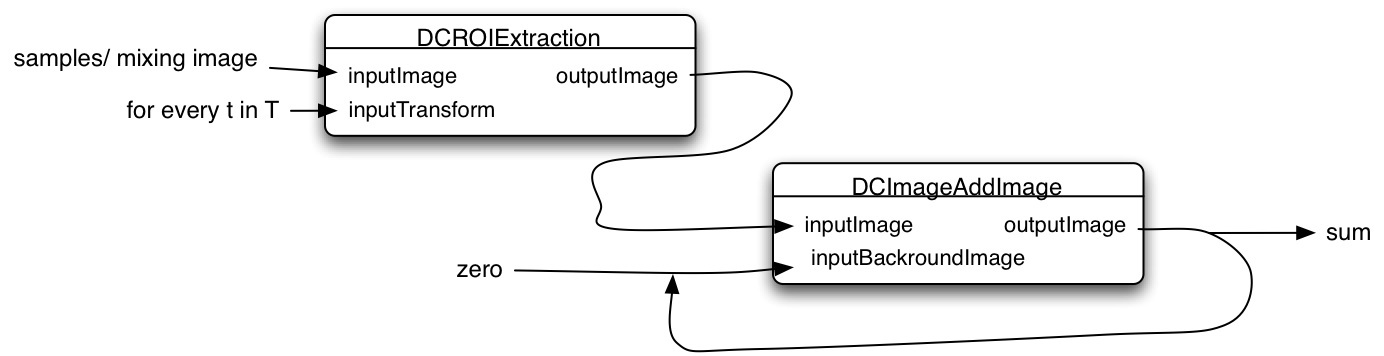 DCROIExtraction
samples/ mixing image
inputImage outputImage
for every t in T
inputTransform
DCImageAddImage
inputImage outputImage
sum
inputBackroundImage
zero